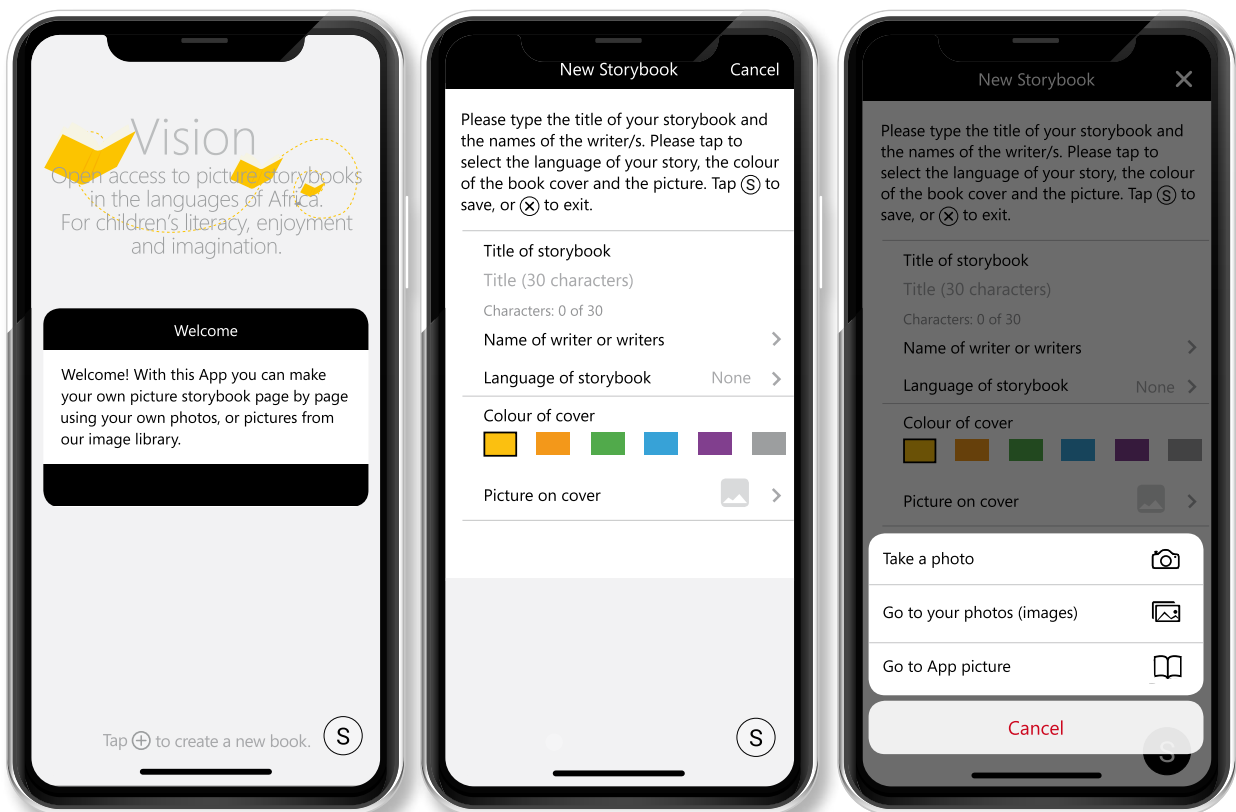 Vision
Open access to picture storybooks
in the languages of Africa.
For children's literacy, enjoyment
and imagination.
Welcome
Welcome! With this App you can make
your own picture storybook page by page
using your own photos, or pictures from
our image library.
Tap + to create a new book.
S
New Storybook Cancel
Please type the title of your storybook and
the names of the writer/s. Please tap to
select the language of your story, the colour
of the book cover and the picture. Tap S to
save, or X to exit.
Title of storybook
Title (30 characters)
Characters: 0 of 30
Name of writer or writers
Language of storybook None
Colour of cover
Picture on cover
S
New Storybook
Please type the title of your storybook and
the names of the writer/s. Please tap to
select the language of your story, the colour
of the book cover and the picture. Tap S to
save, or X to exit.
Title of storybook
Title (30 characters)
Characters: 0 of 30
Name of writer or writers
Language of storybook None
Colour of cover
Picture on cover
Take a photo
Go to your photos (images)
Go to App picture
Cancel
S